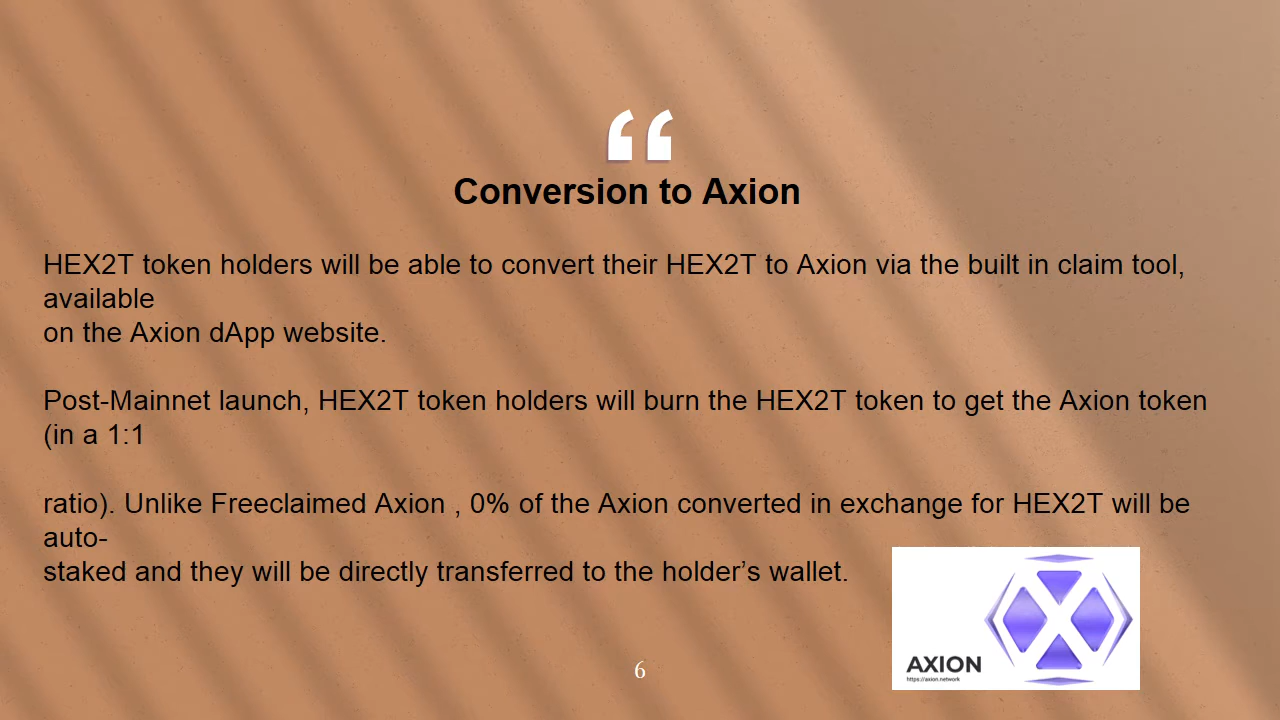 “
Conversion to Axion
HEX2T token holders will be able to convert their HEX2T to Axion via the built in claim tool,
available
on the Axion dApp website.
Post-Mainnet launch, HEX2T token holders will burn the HEX2T token to get the Axion token
(in a 1:1
ratio). Unlike Freeclaimed Axion , 0% of the Axion converted in exchange for HEX2T will be
auto-
staked and they will be directly transferred to the holder’s wallet.
AXION
https://axion.network
6